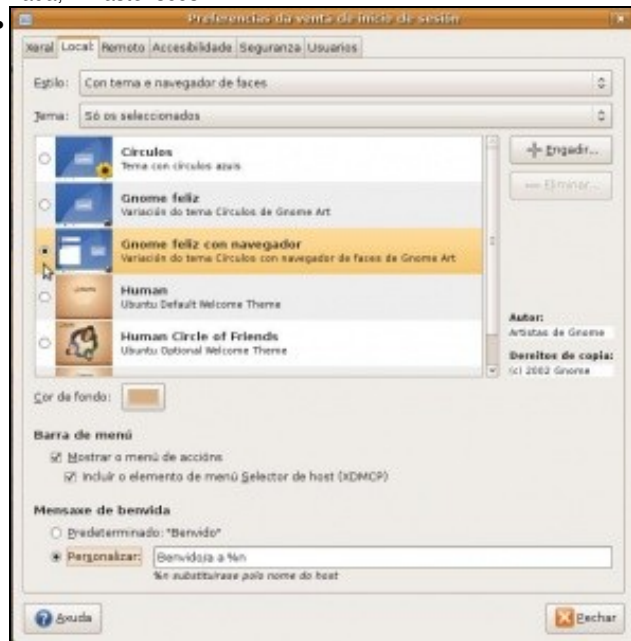 Preferencias da venta de inicio de sesión
Xeral Local Remoto Accesibilidade Seguranza Usuarios
Estilo: Con tema e navegador de faces
Tema: Só os seleccionados
Círculos
Tema con círculos azuis
Engadir...
Eliminar...
Gnome feliz
Variación do tema Círculos de Gnome Art
Gnome feliz con navegador
Variación do tema Círculos con navegador de faces de Gnome Art
Human
Ubuntu Default Welcome Theme
Human Circle of Friends
Ubuntu Optional Welcome Theme
Autor:
Artistas de Gnome
Dereitos de copia:
(c) 2002 Gnome
Cor de fondo:
Barra de menú
Mostrar o menú de accións
Incluír o elemento de menú Selector de host (XDMCP)
Mensaxe de benvida
Predeterminado: "Benvido"
Personalizar: Benvido/a a %n
%n substituirase polo nome do host
Axuda
Pechar